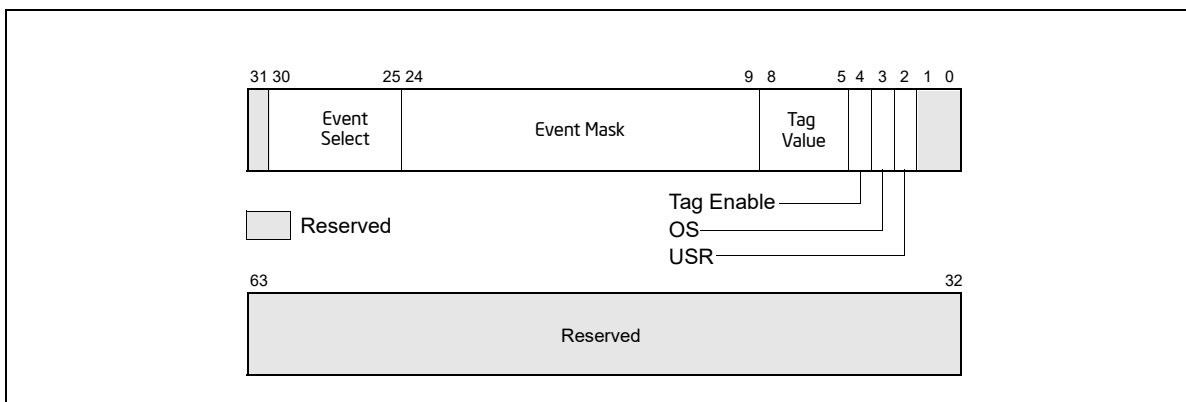 31 30 25 24 9 8 5 4 3 2 1 0
Event
Select
Event Mask
Tag
Value
Tag Enable
OS
USR
Reserved
63 32
Reserved